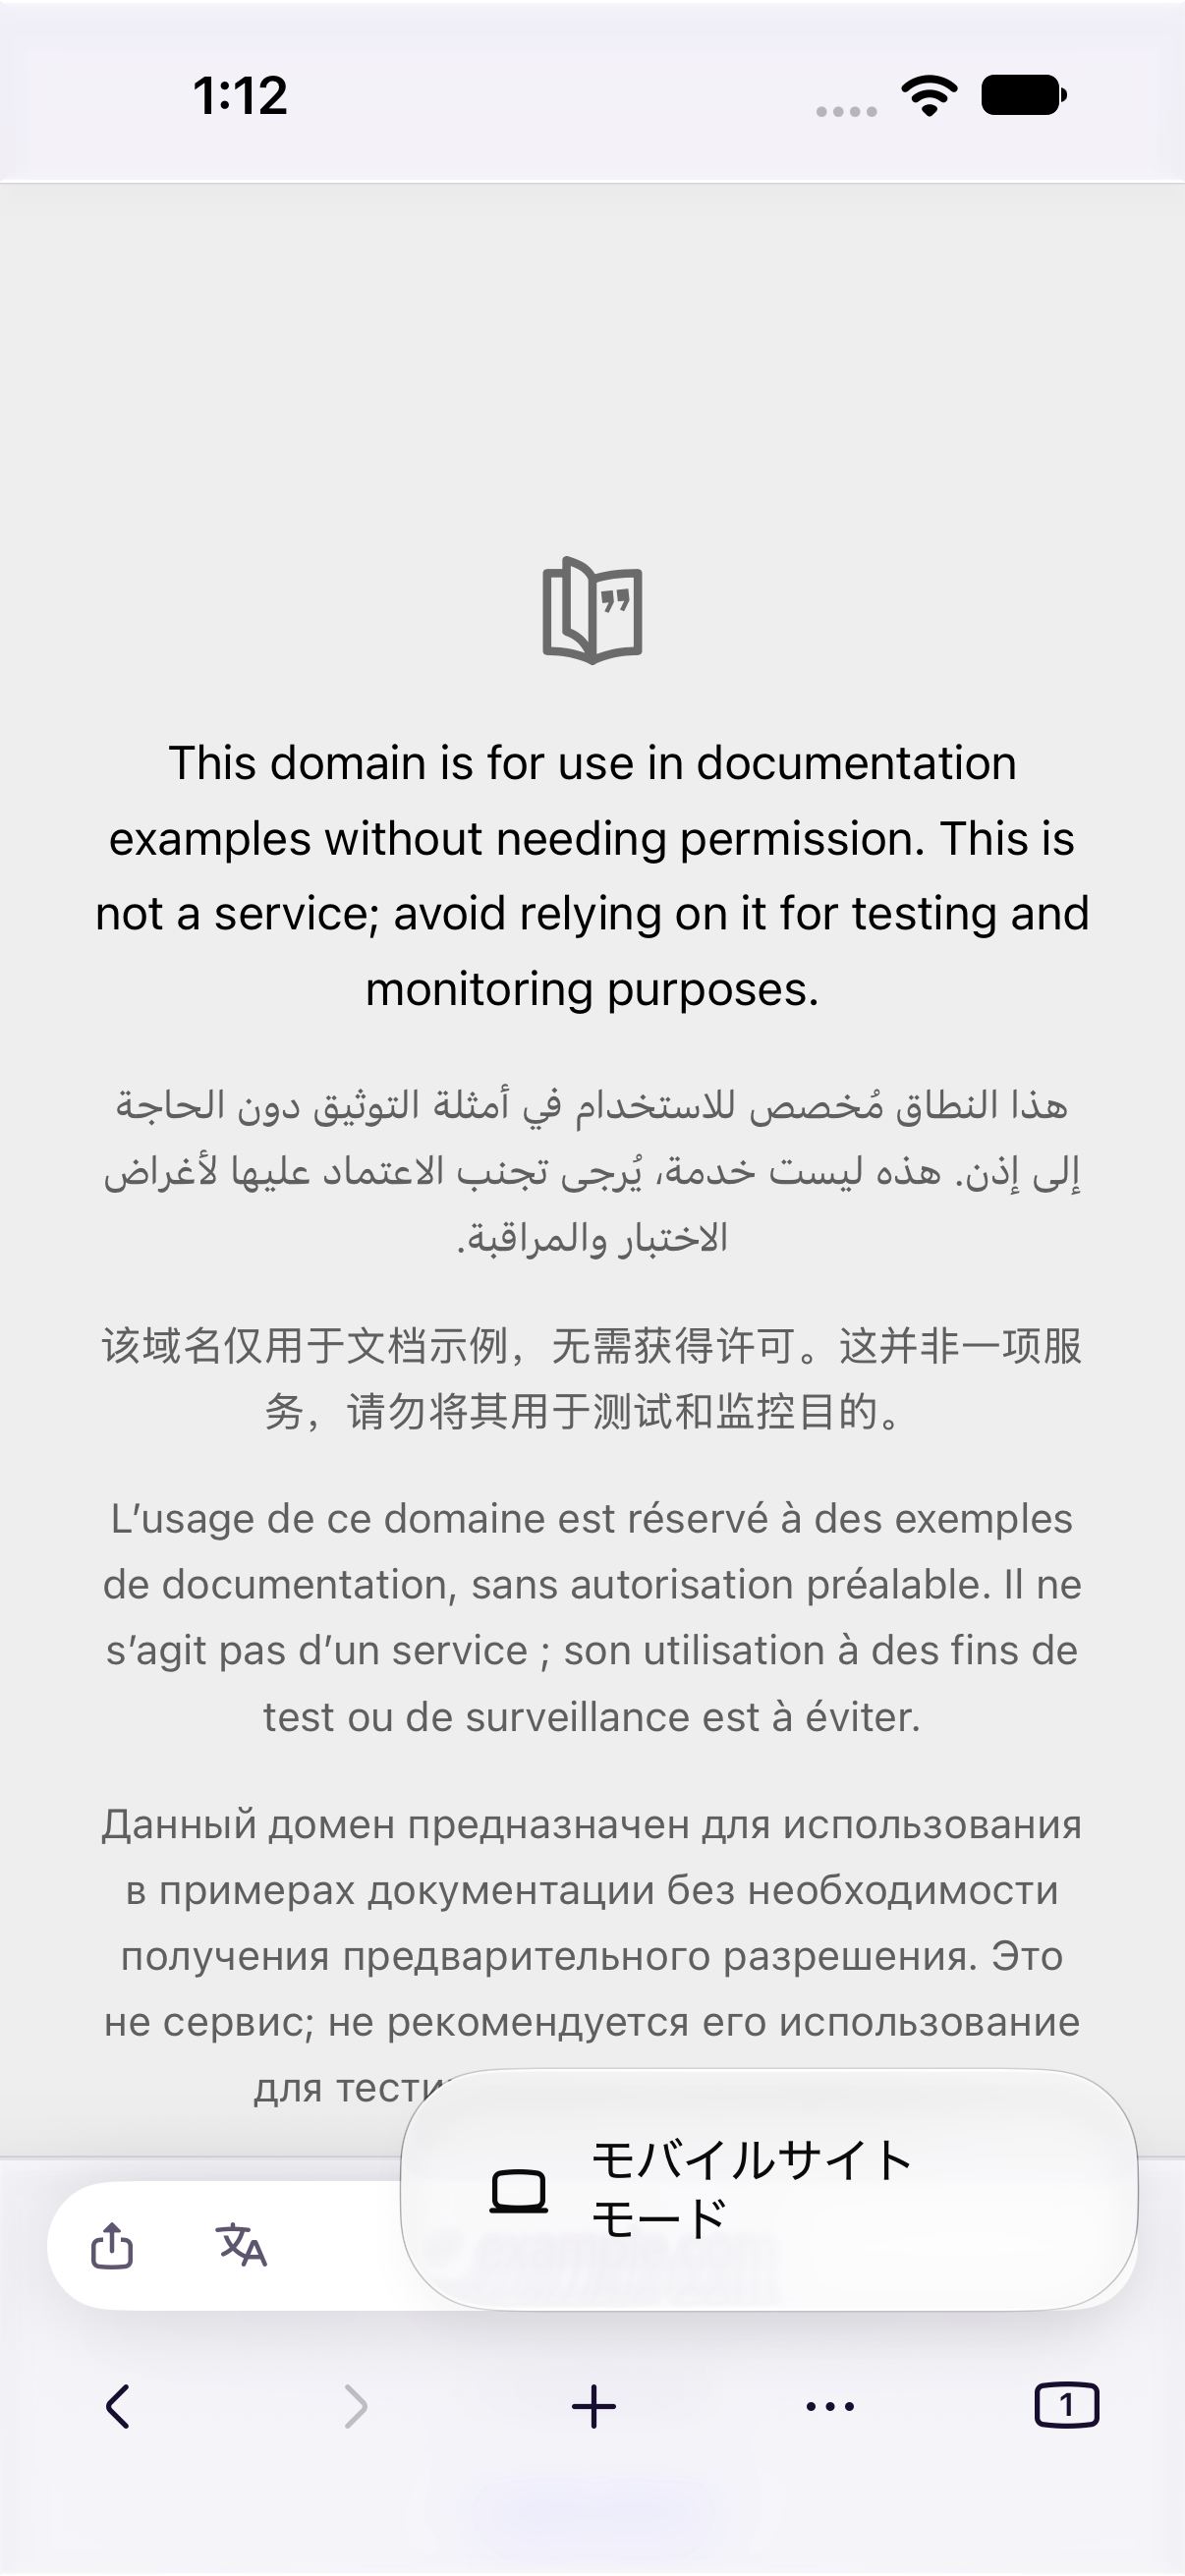 1:12
This domain is for use in documentation
examples without needing permission. This is
not a service; avoid relying on it for testing and
monitoring purposes.
هذا النطاق مُخصص للاستخدام في أمثلة التوثيق دون الحاجة
إلى إذن. هذه ليست خدمة، يُرجى تجنب الاعتماد عليها لأغراض
الاختبار والمراقبة.
该域名仅用于文档示例，无需获得许可。这并非一项服
务，请勿将其用于测试和监控目的。
L’usage de ce domaine est réservé à des exemples
de documentation, sans autorisation préalable. Il ne
s’agit pas d’un service ; son utilisation à des fins de
test ou de surveillance est à éviter.
Данный домен предназначен для использования
в примерах документации без необходимости
получения предварительного разрешения. Это
не сервис; не рекомендуется его использование
для
モバイルサイト
モード
example.com
1